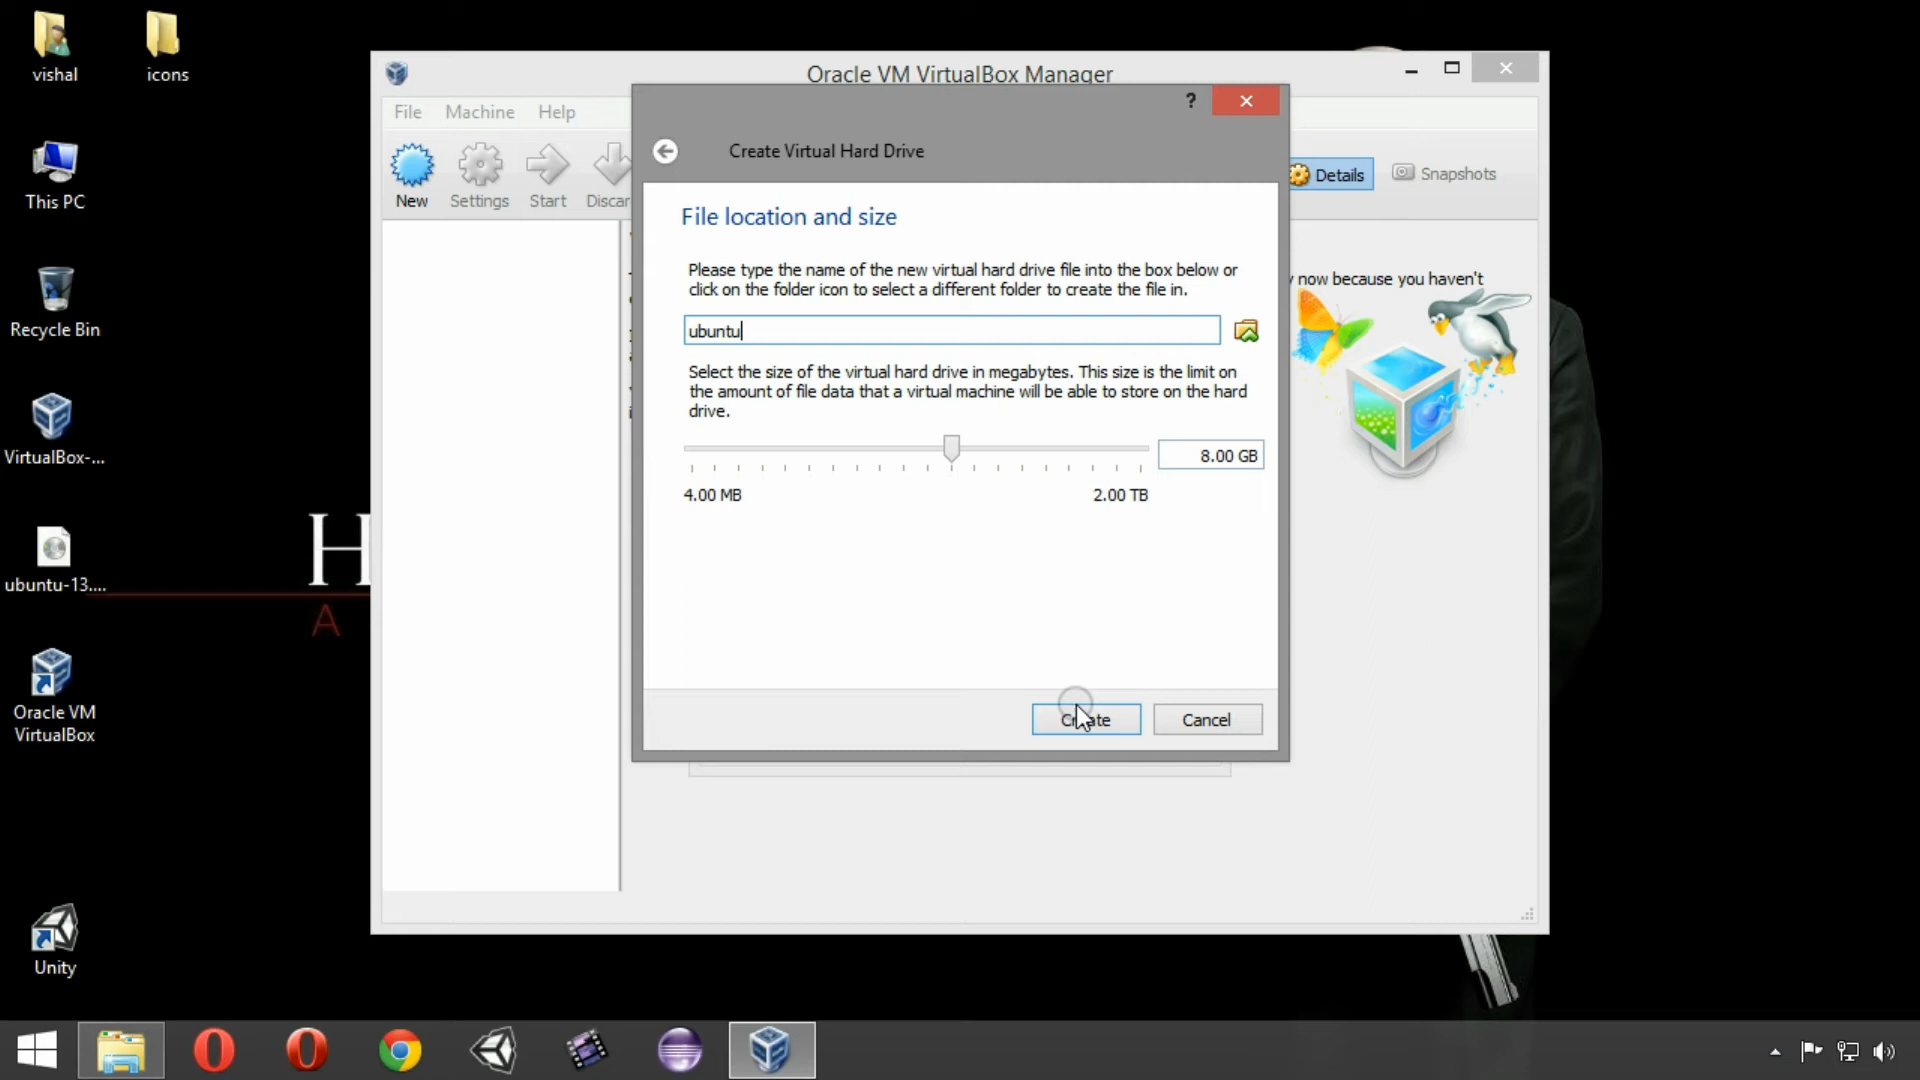 vishal
icons
This PC
Recycle Bin
VirtualBox-...
ubuntu-13....
Oracle VM
VirtualBox
Unity
H
A
Oracle VM VirtualBox Manager
File
Machine
Help
New
Settings
Start
Discar
Details
Snapshots
now because you haven't
?
Create Virtual Hard Drive
File location and size
Please type the name of the new virtual hard drive file into the box below or
click on the folder icon to select a different folder to create the file in.
ubuntu
Select the size of the virtual hard drive in megabytes. This size is the limit on
the amount of file data that a virtual machine will be able to store on the hard
drive.
8.00 GB
4.00 MB
2.00 TB
Create
Cancel